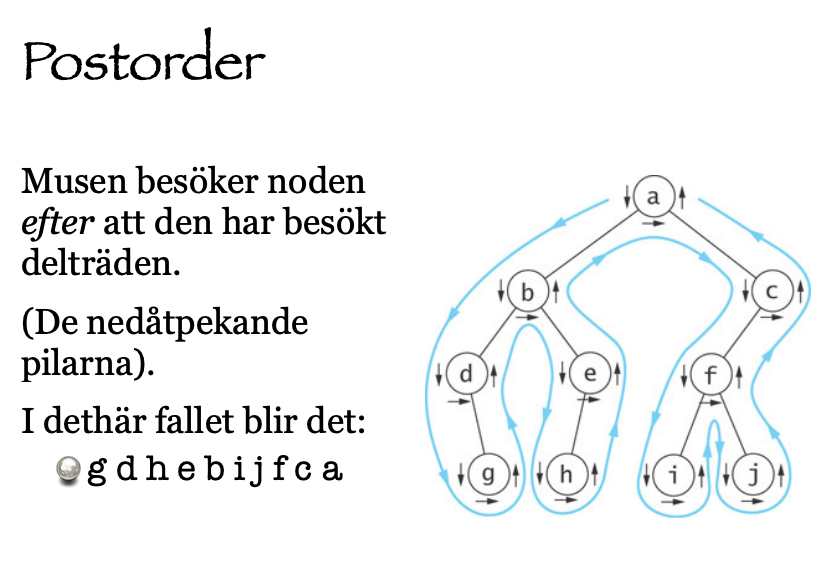 Postorder
Musen besöker noden
efter att den har besökt
delträden.
(De nedåtpekande
pilarna).
I dethär fallet blir det:
g d h e b i j f c a
a
b
c
d
e
f
g
h
i
j